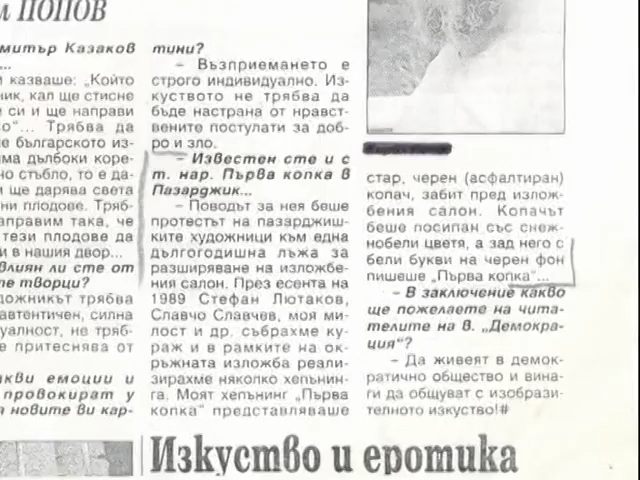 ПОПОВ
митър Казаков
...
казваше: „Който
ник, кал ще стисне
си и ще направи
о“... Трябва да
е българското из-
ма дълбоки коре-
но стъбло, то е да-
и ще дарява света
ни плодове. Тряб-
аправим така, че
тези плодове да
и в нашия двор...
влиян ли сте от
те творци?
дожникът трябва
автентичен, силна
уалност, не тряб-
е притеснява от
кви емоции и
провокират у
а новите ви кар-
тини?
– Възприемането е
строго индивидуално. Из-
куството не трябва да
бъде настрана от нравст-
вените постулати за доб-
ро и зло.
– Известен сте и с
т. нар. Първа копка в
Пазарджик...
– Поводът за нея беше
протестът на пазарджиш-
ките художници към една
дългогодишна лъжа за
разширяване на изложбе-
ния салон. През есента на
1989 Стефан Лютаков,
Славчо Славчев, моя ми-
лост и др. събрахме ку-
раж и в рамките на ок-
ръжната изложба реали-
зирахме няколко хепънин-
га. Моят хепънинг „Първа
копка“ представляваше
стар, черен (асфалтиран)
копач, забит пред излож-
бения салон. Копачът
беше посипан със снеж-
нобели цветя, а зад него с
бели букви на черен фон
пишеше „Първа копка“...
– В заключение какво
ще пожелаете на чита-
телите на в. „Демокра-
ция“?
– Да живеят в демок-
ратично общество и вина-
ги да общуват с изобрази-
телното изкуство!#
Изкуство и еротика